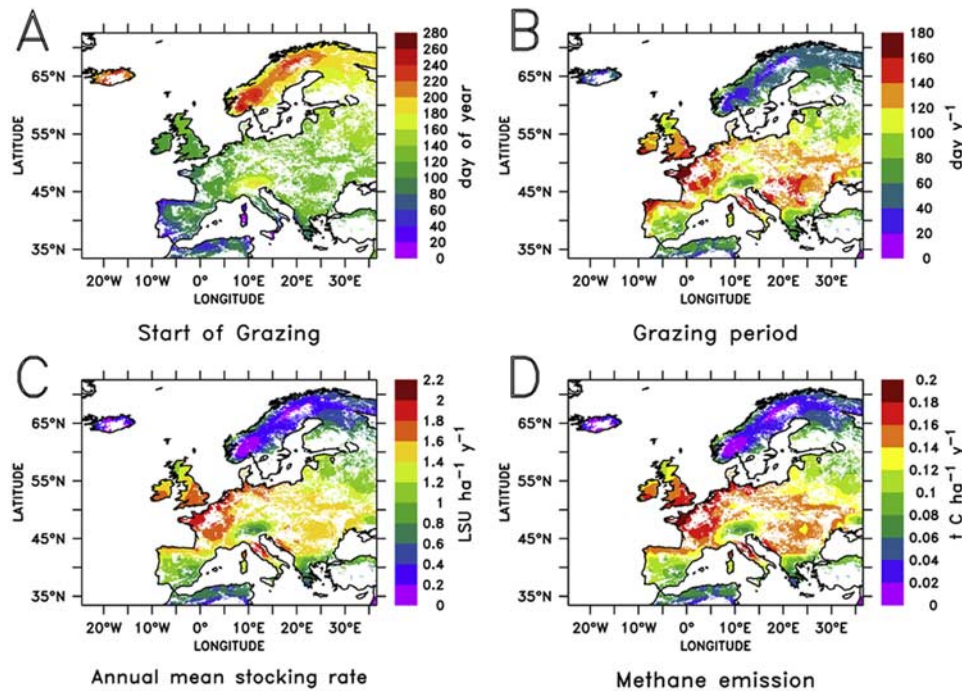 A
B
280
260
240
220
200
180
160
140
120
100
80
60
40
20
0
day of year
180
160
140
120
100
80
60
40
20
0
day y⁻¹
LATITUDE
65°N
55°N
45°N
35°N
20°W 10°W 0° 10°E 20°E 30°E
LONGITUDE
Start of Grazing
LATITUDE
65°N
55°N
45°N
35°N
20°W 10°W 0° 10°E 20°E 30°E
LONGITUDE
Grazing period
C
D
2.2
2
1.8
1.6
1.4
1.2
1
0.8
0.6
0.4
0.2
0
LSU ha⁻¹ y⁻¹
0.2
0.18
0.16
0.14
0.12
0.1
0.08
0.06
0.04
0.02
0
t C ha⁻¹ y⁻¹
LATITUDE
65°N
55°N
45°N
35°N
20°W 10°W 0° 10°E 20°E 30°E
LONGITUDE
Annual mean stocking rate
LATITUDE
65°N
55°N
45°N
35°N
20°W 10°W 0° 10°E 20°E 30°E
LONGITUDE
Methane emission